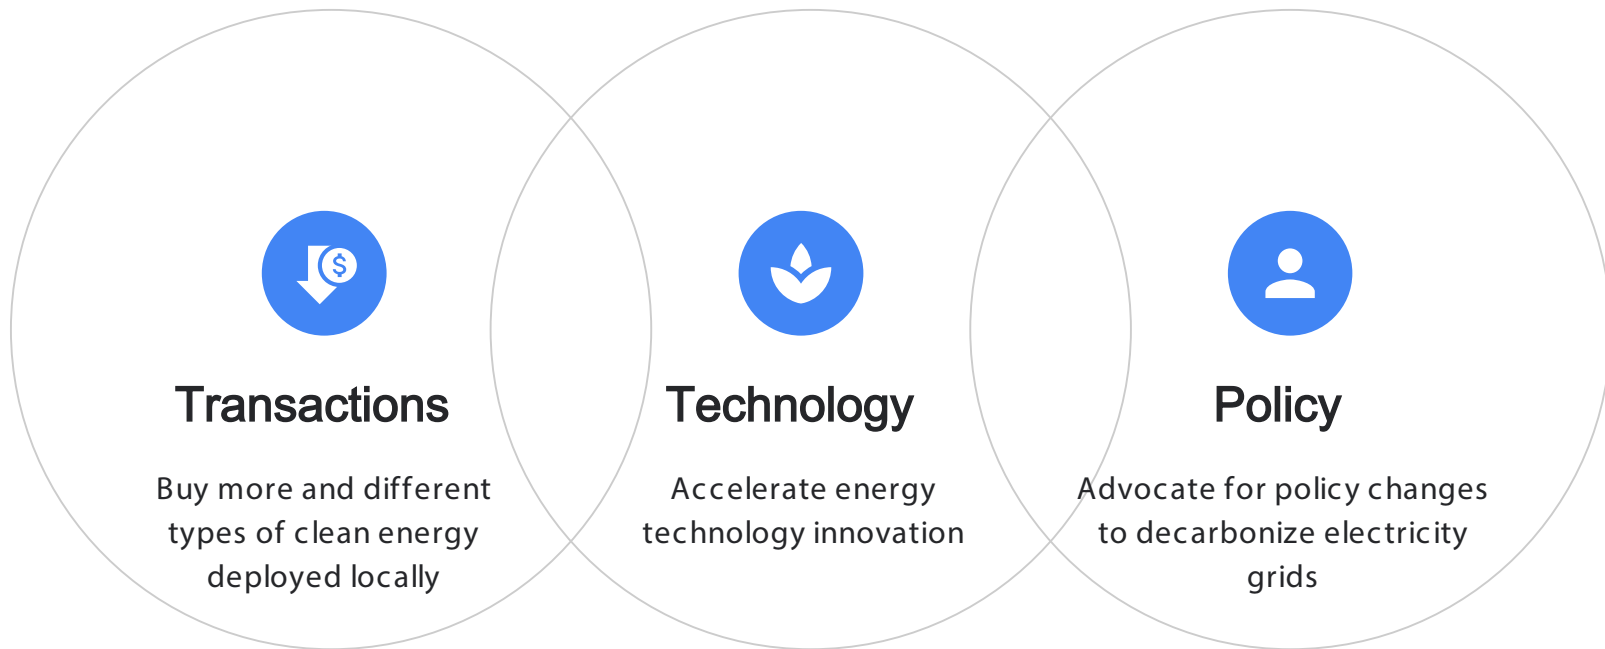 $
Transactions
Buy more and different
types of clean energy
deployed locally
Technology
Accelerate energy
technology innovation
Policy
Advocate for policy changes
to decarbonize electricity
grids